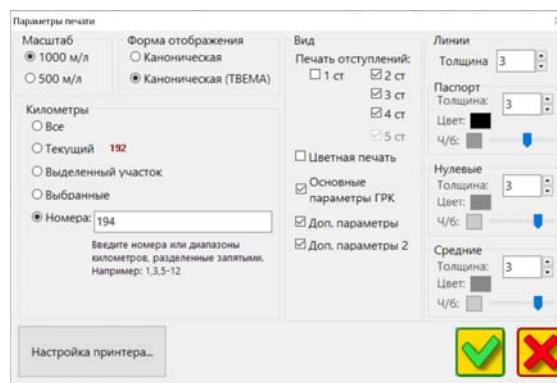 Параметры печати
Масштаб
1000 м/л
500 м/л
Форма отображения
Каноническая
Каноническая (ТВЕМА)
Километры
Все
Текущий 192
Выделенный участок
Выбранные
Номера: 194
Введите номера или диапазоны
километров, разделенные запятыми.
Например: 1,3,5-12
Вид
Печать отступлений:
1 ст 2 ст
3 ст
4 ст
5 ст
Цветная печать
Основные
параметры ГРК
Доп. параметры
Доп. параметры 2
Линии
Толщина 3
Паспорт
Толщина: 3
Цвет:
Ч/б:
Нулевые
Толщина: 3
Цвет:
Ч/б:
Средние
Толщина: 3
Цвет:
Ч/б:
Настройка принтера...